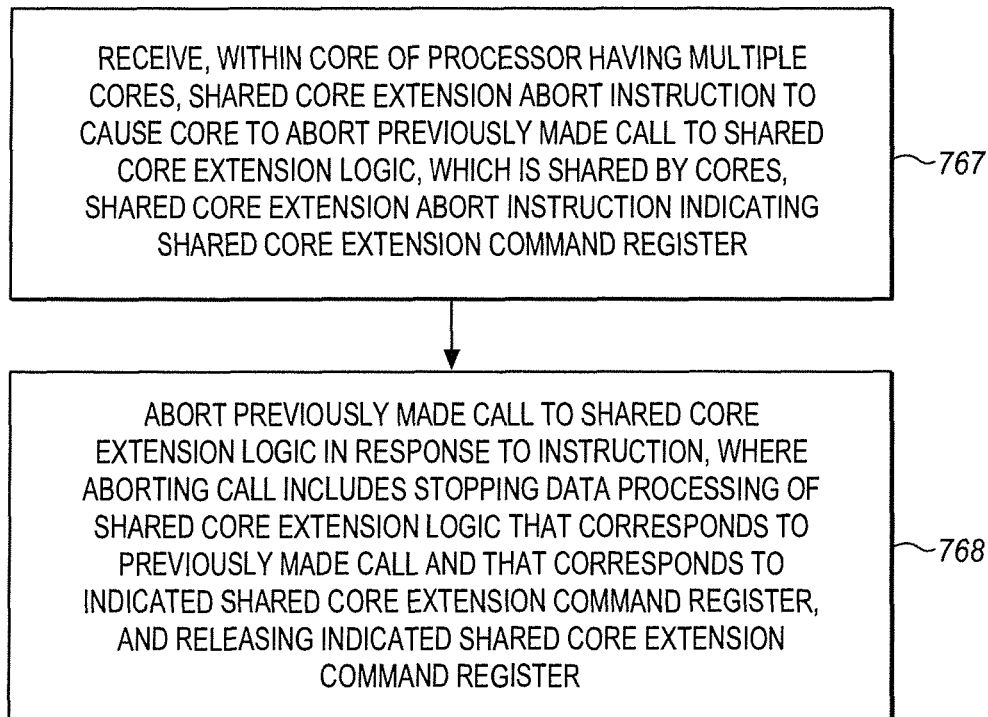 RECEIVE, WITHIN CORE OF PROCESSOR HAVING MULTIPLE
CORES, SHARED CORE EXTENSION ABORT INSTRUCTION TO
CAUSE CORE TO ABORT PREVIOUSLY MADE CALL TO SHARED
CORE EXTENSION LOGIC, WHICH IS SHARED BY CORES,
SHARED CORE EXTENSION ABORT INSTRUCTION INDICATING
SHARED CORE EXTENSION COMMAND REGISTER
767
ABORT PREVIOUSLY MADE CALL TO SHARED CORE
EXTENSION LOGIC IN RESPONSE TO INSTRUCTION, WHERE
ABORTING CALL INCLUDES STOPPING DATA PROCESSING OF
SHARED CORE EXTENSION LOGIC THAT CORRESPONDS TO
PREVIOUSLY MADE CALL AND THAT CORRESPONDS TO
INDICATED SHARED CORE EXTENSION COMMAND REGISTER,
AND RELEASING INDICATED SHARED CORE EXTENSION
COMMAND REGISTER
768